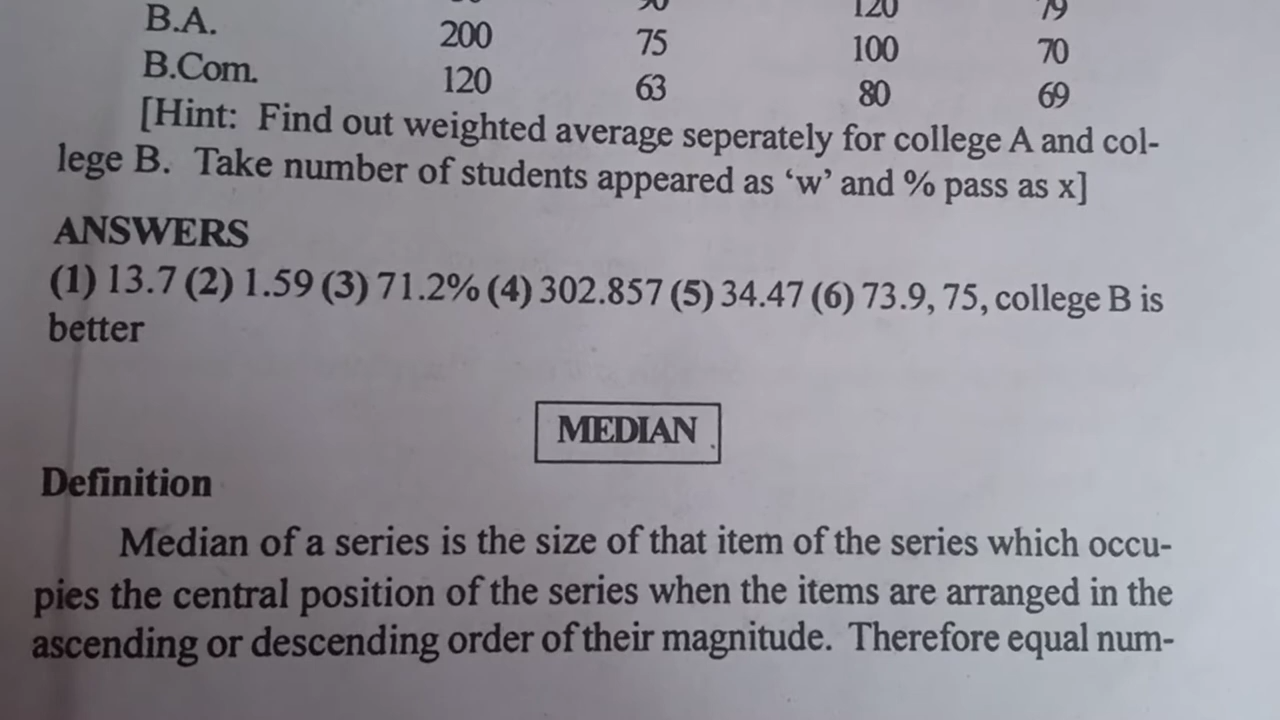 120 79
B.A. 200 75 100 70
B.Com. 120 63 80 69
[Hint: Find out weighted average seperately for college A and col-
lege B. Take number of students appeared as ‘w’ and % pass as x]
ANSWERS
(1) 13.7 (2) 1.59 (3) 71.2% (4) 302.857 (5) 34.47 (6) 73.9, 75, college B is
better
MEDIAN
Definition
Median of a series is the size of that item of the series which occu-
pies the central position of the series when the items are arranged in the
ascending or descending order of their magnitude. Therefore equal num-